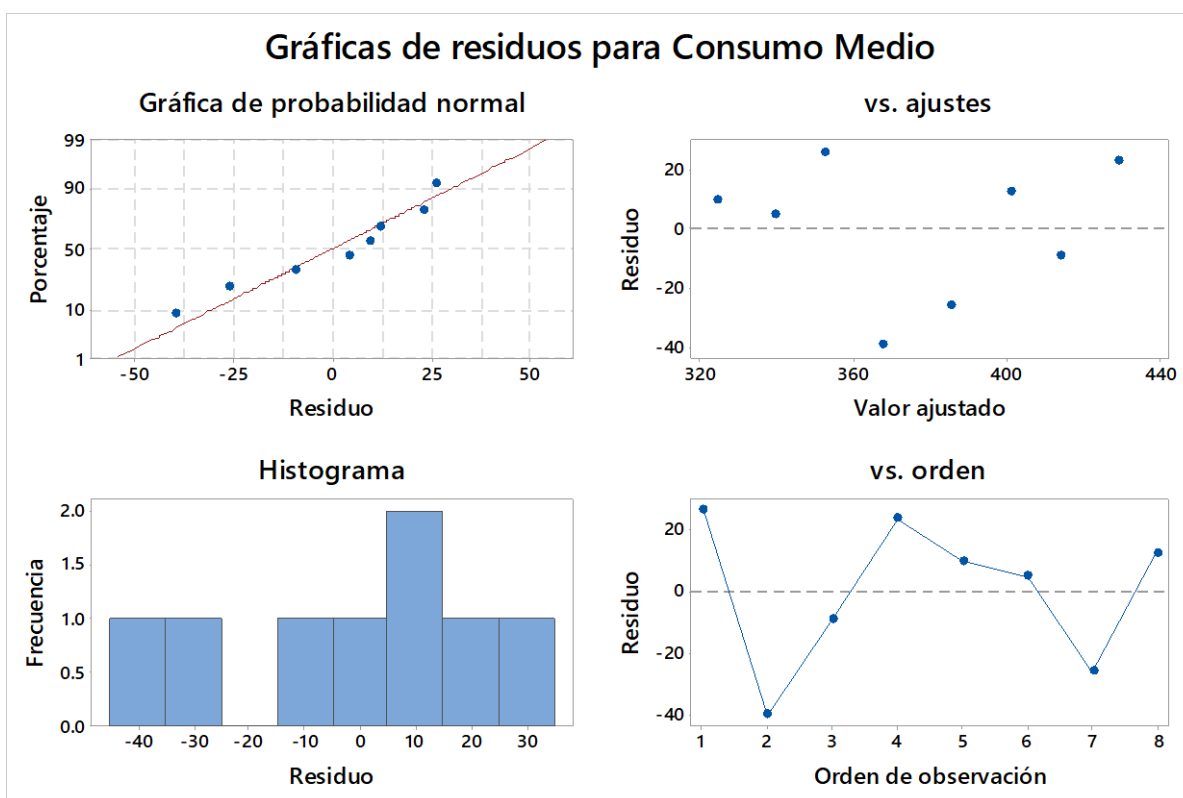 Gráficas de residuos para Consumo Medio
Gráfica de probabilidad normal
99
90
50
10
1
Porcentaje
-50 -25 0 25 50
Residuo
vs. ajustes
20
0
-20
-40
Residuo
320 360 400 440
Valor ajustado
Histograma
2.0
1.5
1.0
0.5
0.0
Frecuencia
-40 -30 -20 -10 0 10 20 30
Residuo
vs. orden
20
0
-20
-40
Residuo
1 2 3 4 5 6 7 8
Orden de observación